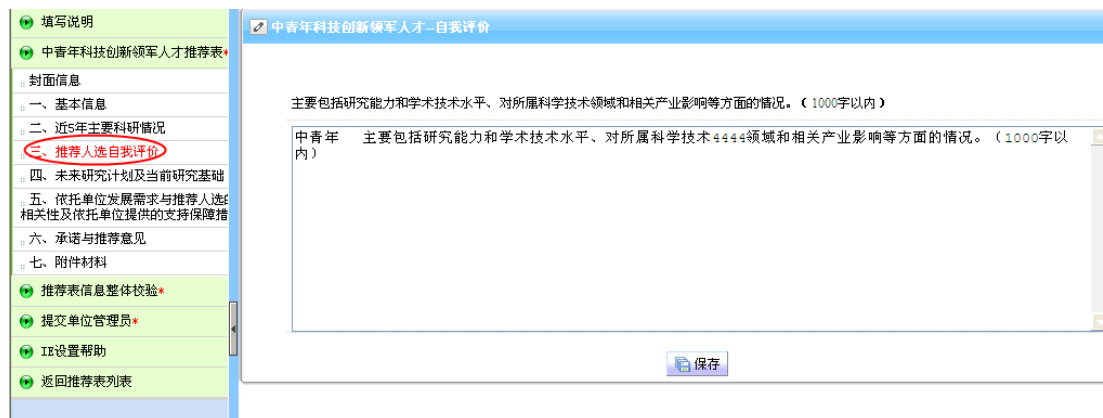 填写说明
中青年科技创新领军人才推荐表*
封面信息
一、基本信息
二、近5年主要科研情况
三、推荐人选自我评价
四、未来研究计划及当前研究基础
五、依托单位发展需求与推荐人选
相关性及依托单位提供的支持保障措
六、承诺与推荐意见
七、附件材料
推荐表信息整体校验*
提交单位管理员*
IE设置帮助
返回推荐表列表
中青年科技创新领军人才--自我评价
主要包括研究能力和学术技术水平、对所属科学技术领域和相关产业影响等方面的情况。(1000字以内)
中青年 主要包括研究能力和学术技术水平、对所属科学技术4444领域和相关产业影响等方面的情况。(1000字以
内)
保存